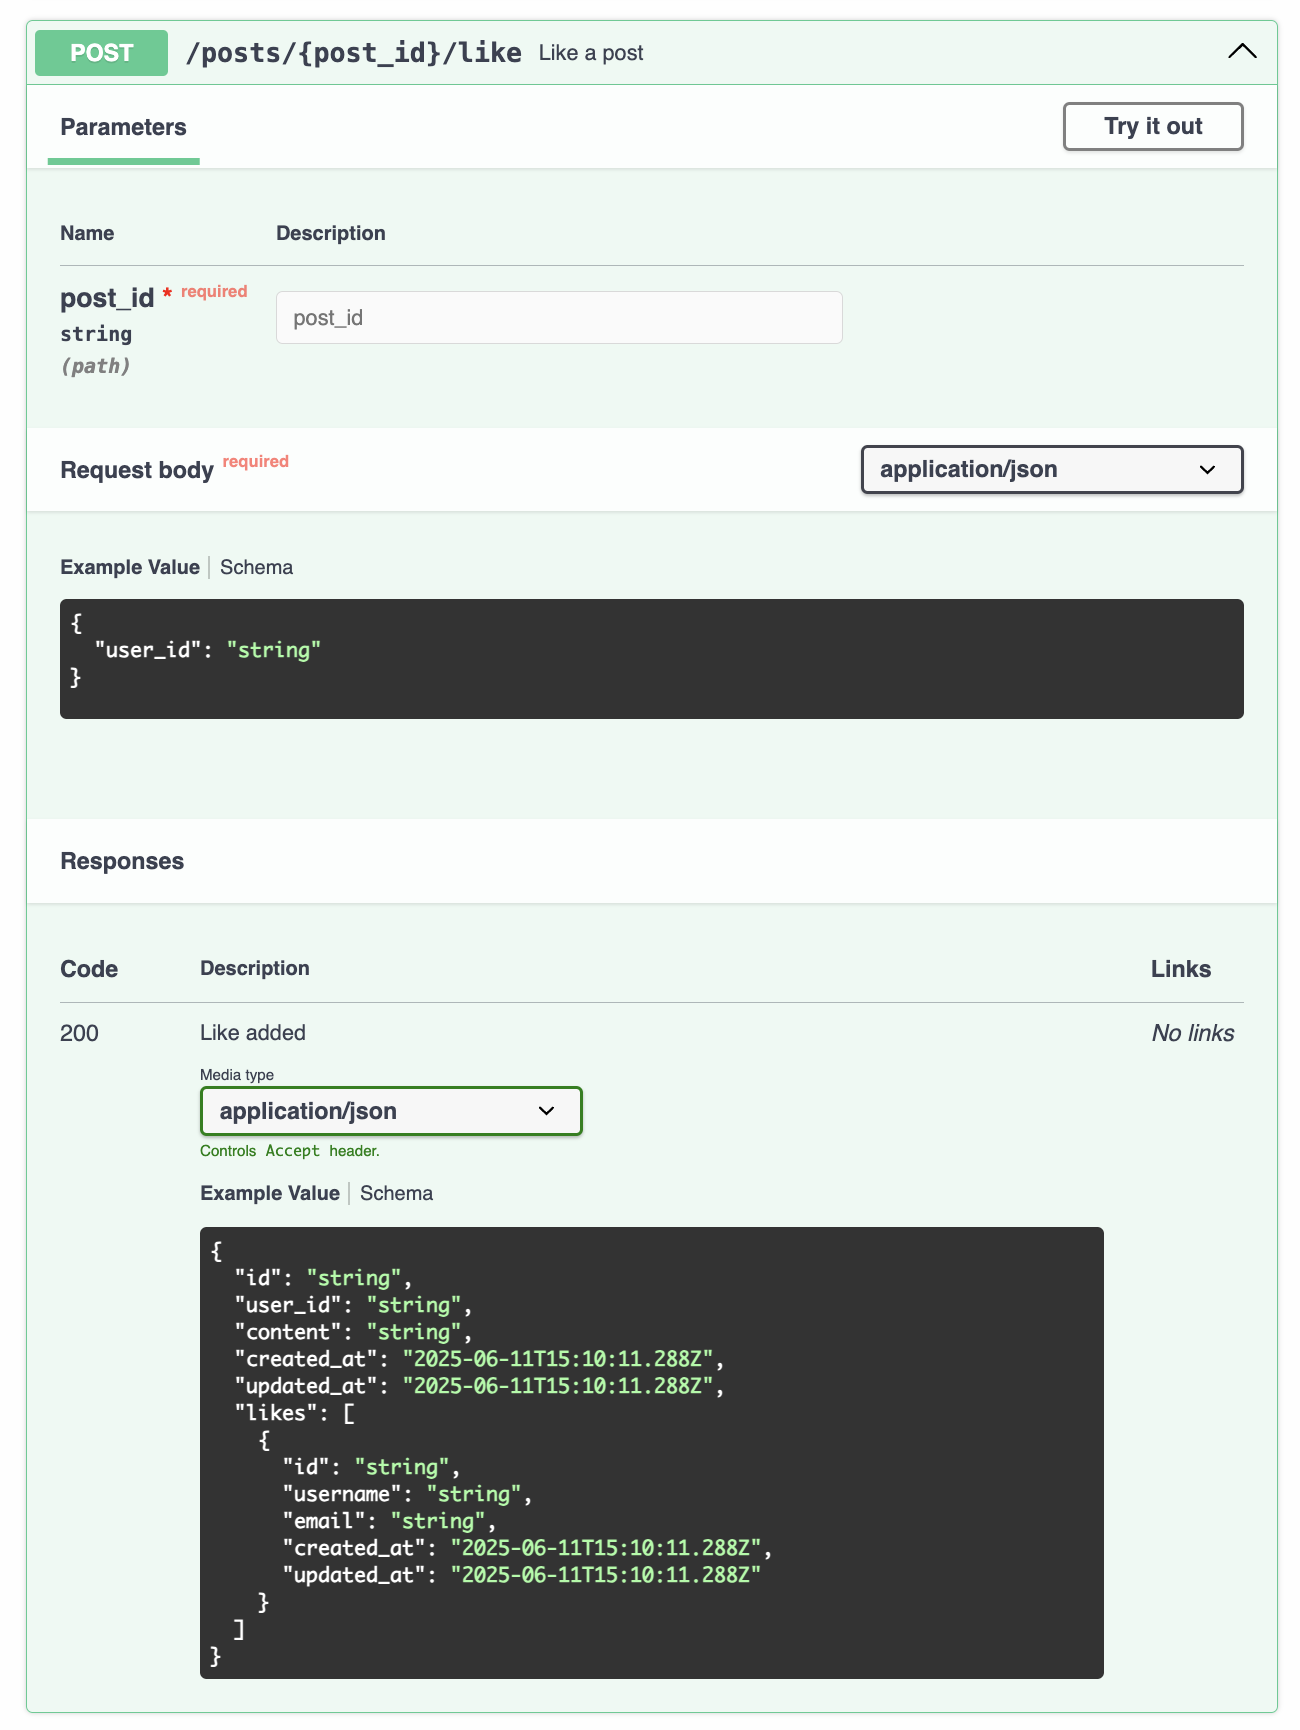 POST /posts/{post_id}/like Like a post
Parameters Try it out
Name Description
post_id * required post_id
string
(path)
Request body required application/json
Example Value Schema
{
  "user_id": "string"
}
Responses
Code Description Links
200 Like added No links
Media type
application/json
Controls Accept header.
Example Value Schema
{
  "id": "string",
  "user_id": "string",
  "content": "string",
  "created_at": "2025-06-11T15:10:11.288Z",
  "updated_at": "2025-06-11T15:10:11.288Z",
  "likes": [
    {
      "id": "string",
      "username": "string",
      "email": "string",
      "created_at": "2025-06-11T15:10:11.288Z",
      "updated_at": "2025-06-11T15:10:11.288Z"
    }
  ]
}